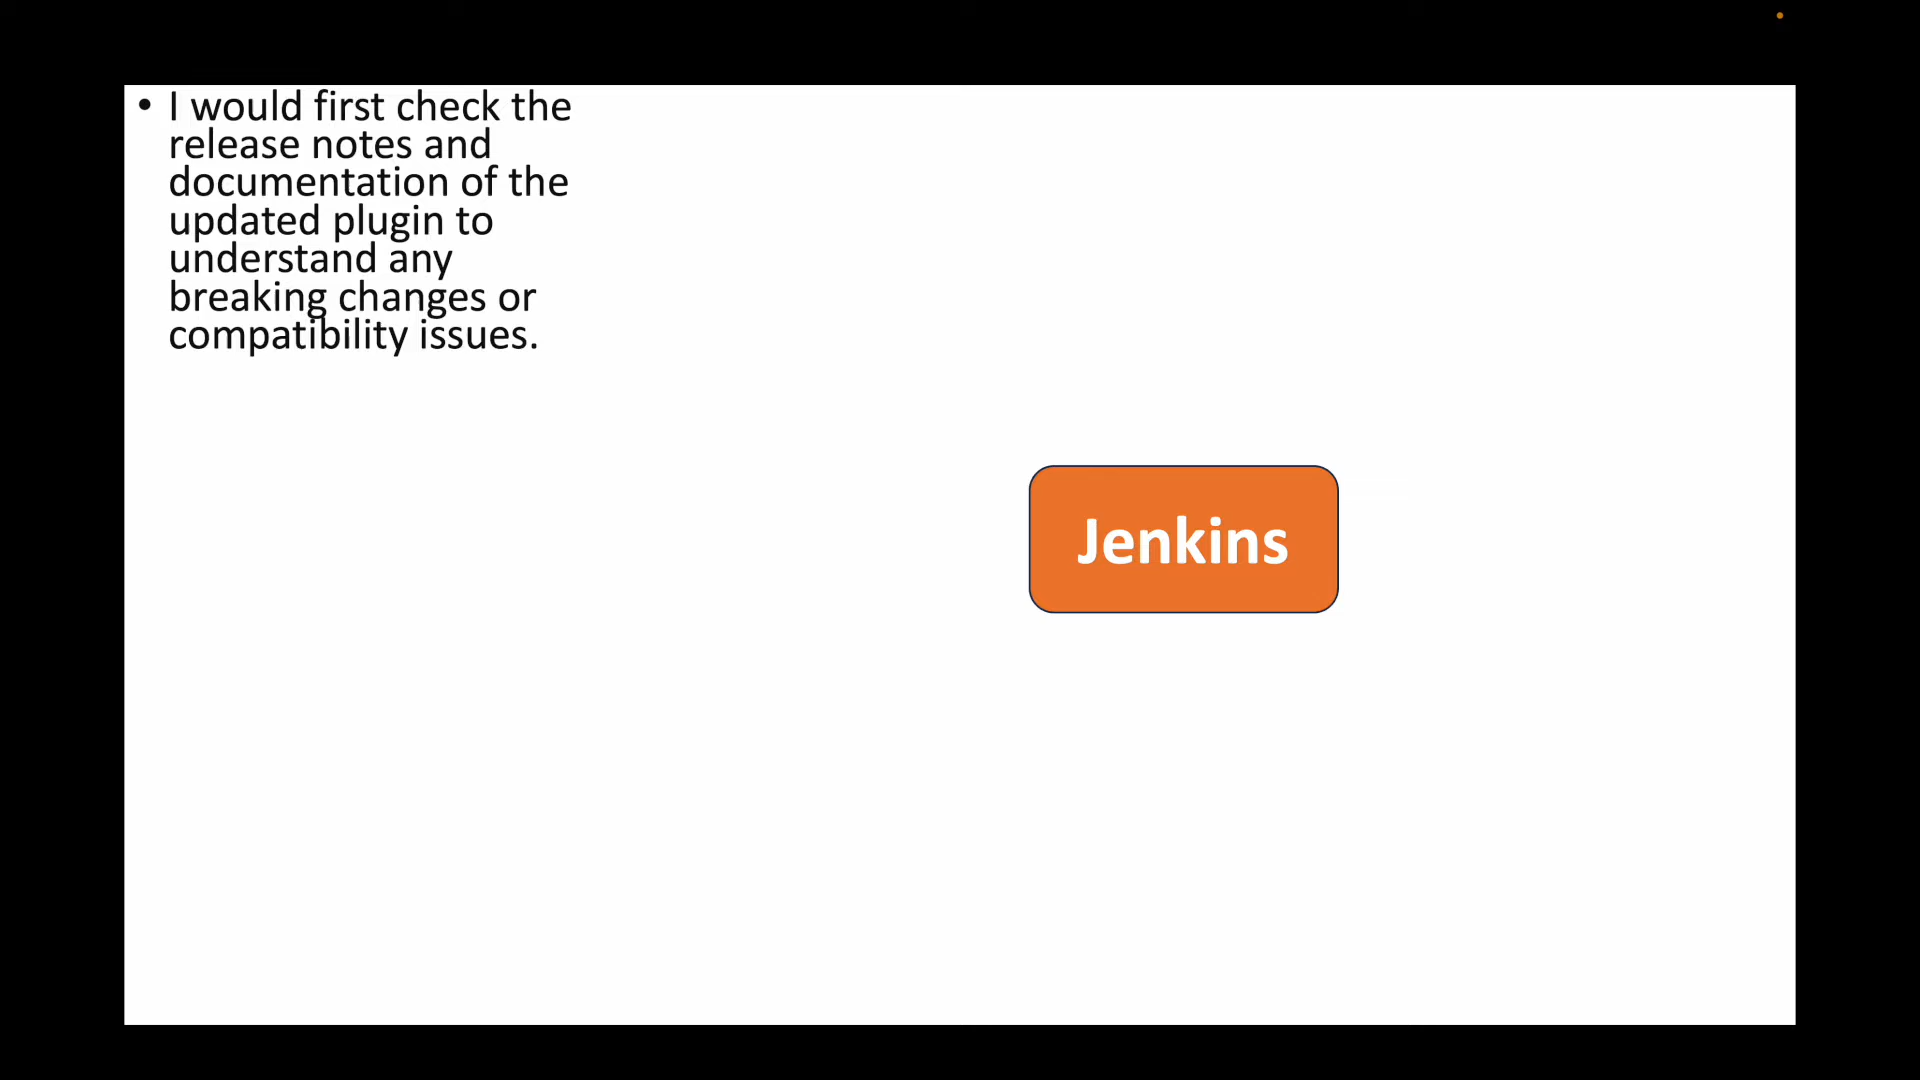 • I would first check the
release notes and
documentation of the
updated plugin to
understand any
breaking changes or
compatibility issues.
Jenkins